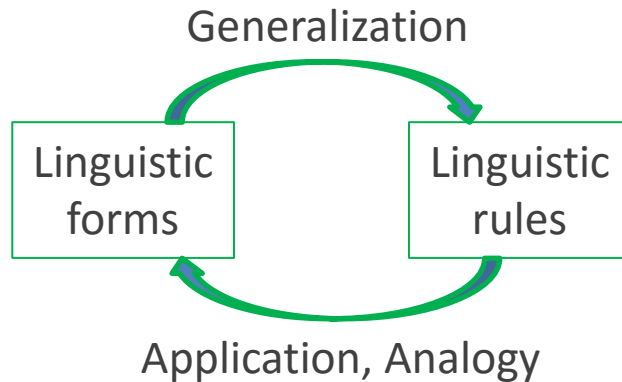 Generalization
Linguistic
forms
Linguistic
rules
Application, Analogy